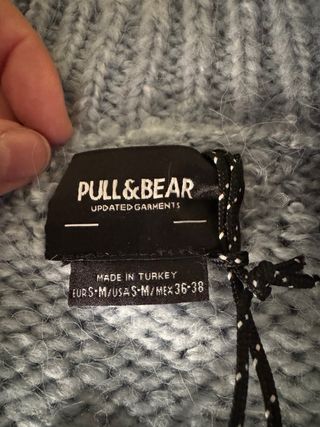 PULL&BEAR
UPDATED GARMENTS
MADE IN TURKEY
EUR S-M/USA S-M/MEX 36-38